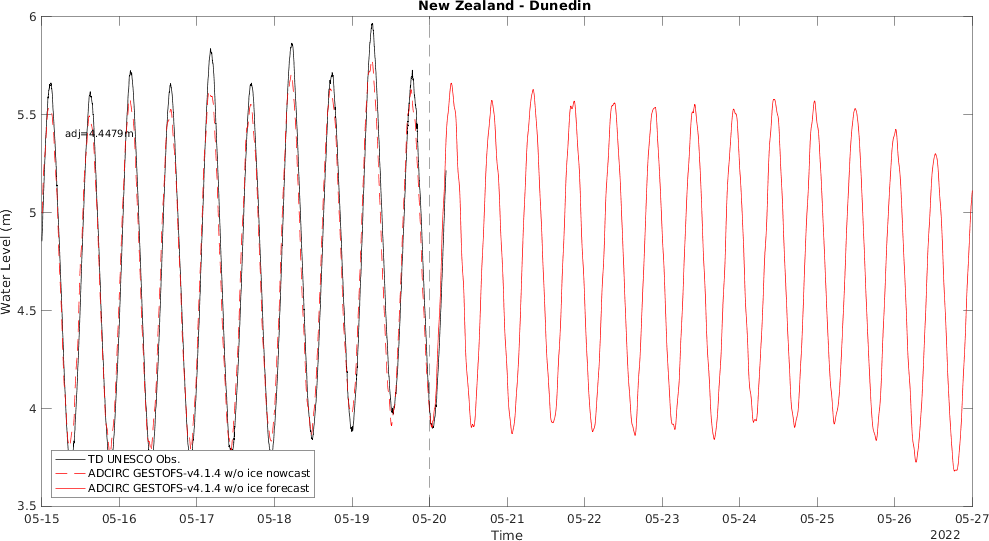 New Zealand - Dunedin
6
5.5
5
4.5
4
3.5
Water Level (m)
adj=4.4479m
TD UNESCO Obs.
ADCIRC GESTOFS-v4.1.4 w/o ice nowcast
ADCIRC GESTOFS-v4.1.4 w/o ice forecast
05-15 05-16 05-17 05-18 05-19 05-20 05-21 05-22 05-23 05-24 05-25 05-26 05-27
Time
2022